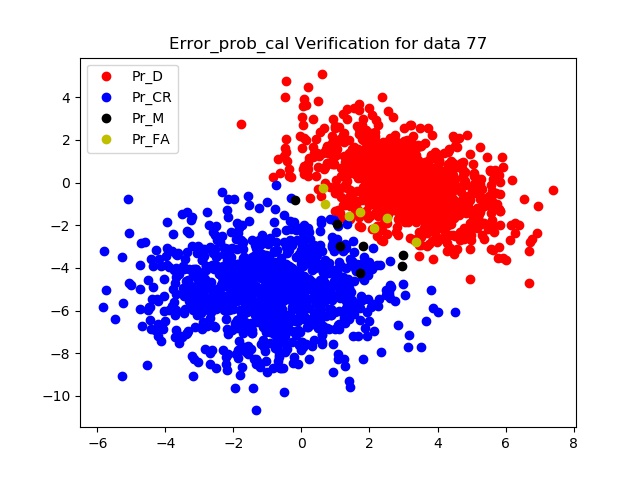 Error_prob_cal Verification for data 77
Pr_D
Pr_CR
Pr_M
Pr_FA
4
2
0
−2
−4
−6
−8
−10
−6 −4 −2 0 2 4 6 8